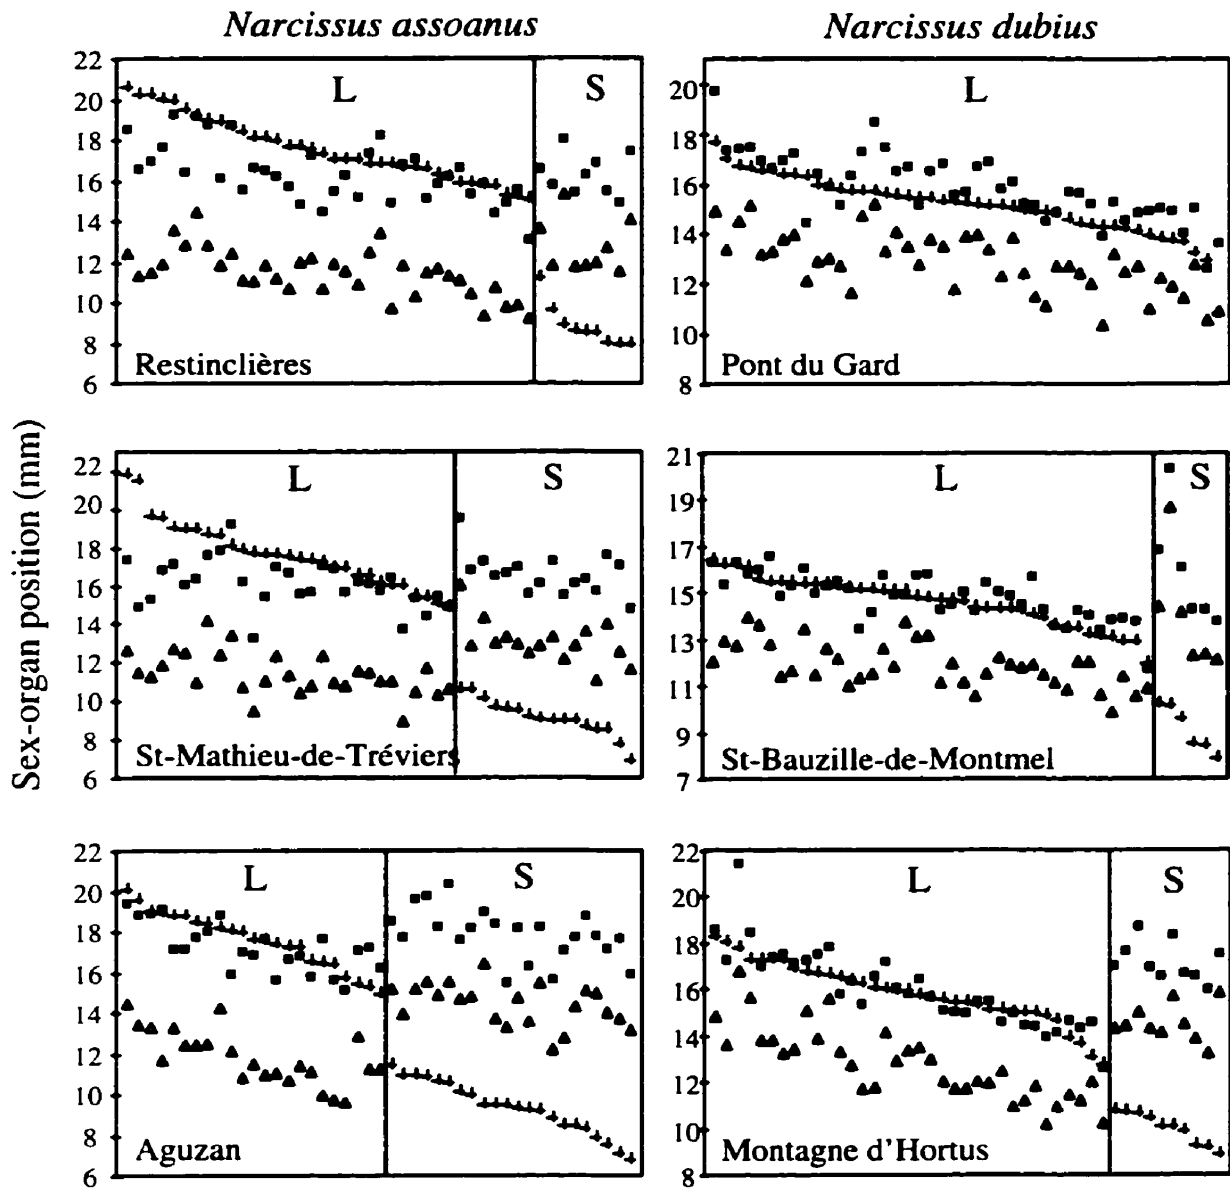 Narcissus assoanus
Narcissus dubius
Sex-organ position (mm)
22
20
18
16
14
12
10
8
6
L
S
Restinclières
20
18
16
14
12
10
8
L
Pont du Gard
22
20
18
16
14
12
10
8
6
L
S
St-Mathieu-de-Tréviers
21
19
17
15
13
11
9
7
L
S
St-Bauzille-de-Montmel
22
20
18
16
14
12
10
8
6
L
S
Aguzan
22
20
18
16
14
12
10
8
L
S
Montagne d'Hortus